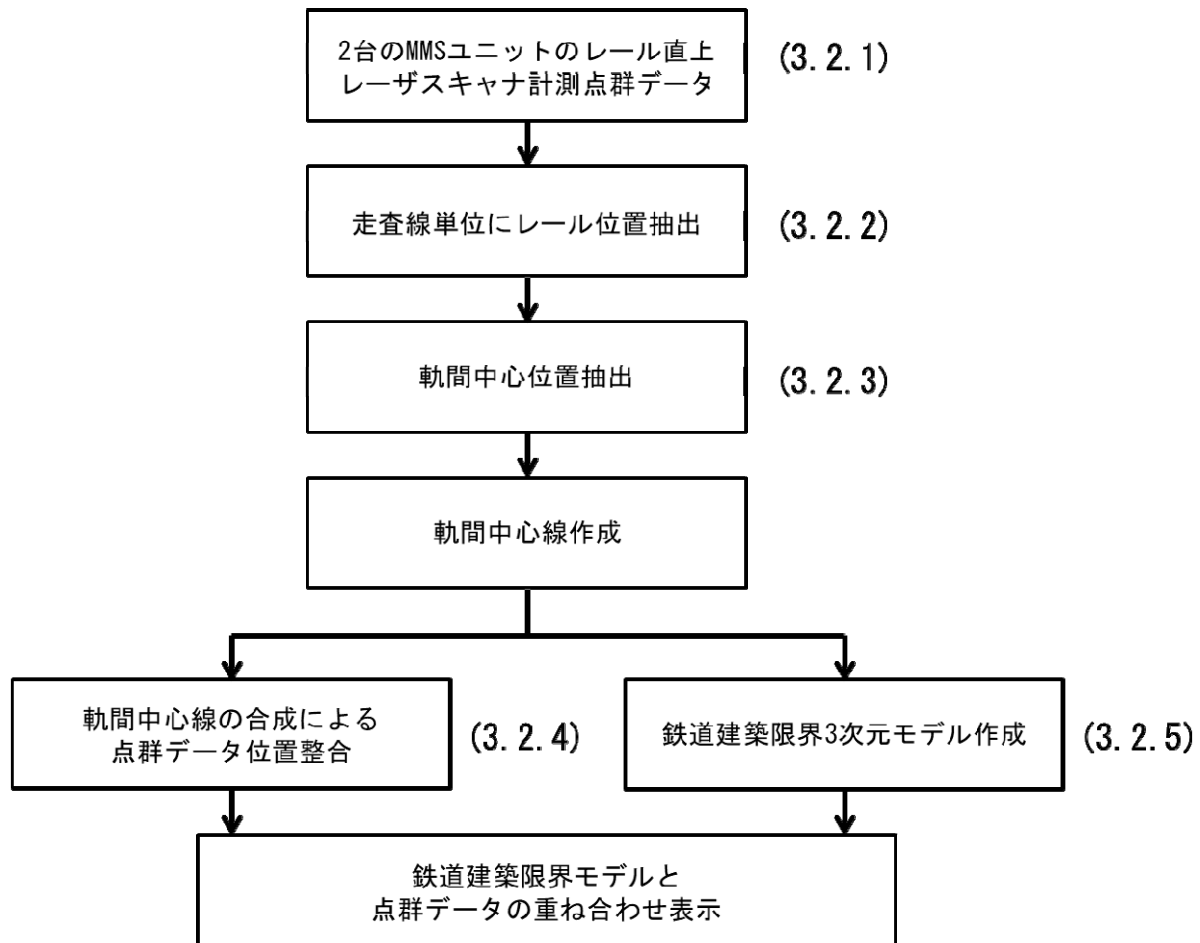 2台のMMSユニットのレール直上
レーザスキャナ計測点群データ
(3.2.1)
走査線単位にレール位置抽出
(3.2.2)
軌間中心位置抽出
(3.2.3)
軌間中心線作成
軌間中心線の合成による
点群データ位置整合
(3.2.4)
鉄道建築限界3次元モデル作成
(3.2.5)
鉄道建築限界モデルと
点群データの重ね合わせ表示